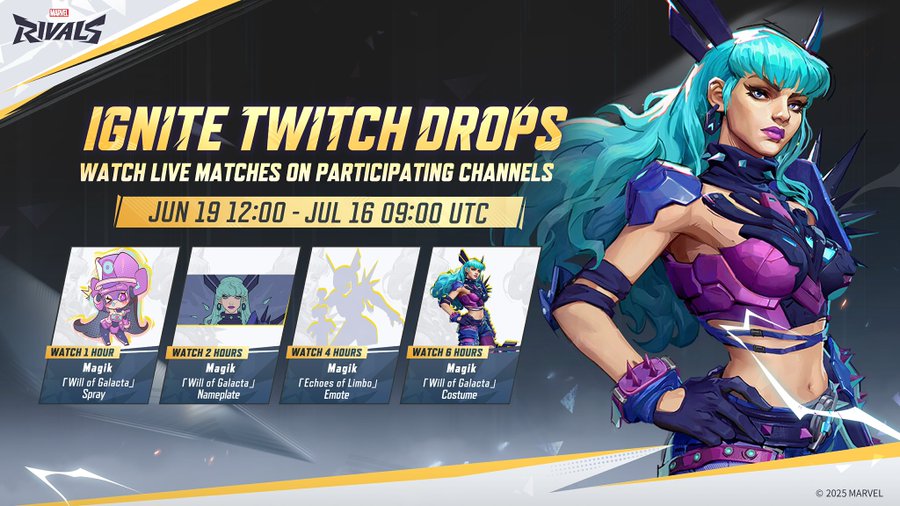 MARVEL
RIVALS
IGNITE TWITCH DROPS
WATCH LIVE MATCHES ON PARTICIPATING CHANNELS
JUN 19 12:00 - JUL 16 09:00 UTC
WATCH 1 HOUR
Magik
「Will of Galacta」
Spray
WATCH 2 HOURS
Magik
「Will of Galacta」
Nameplate
WATCH 4 HOURS
Magik
「Echoes of Limbo」
Emote
WATCH 6 HOURS
Magik
「Will of Galacta」
Costume
© 2025 MARVEL